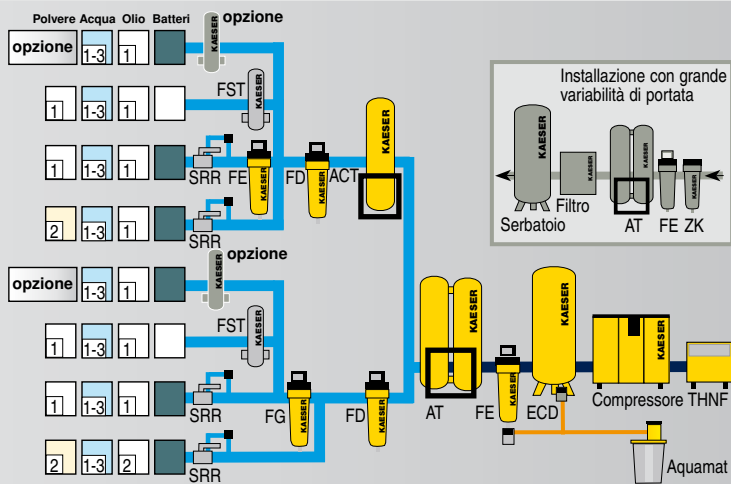 Polvere Acqua Olio Batteri
opzione 1-3 1 KAESER opzione
1 1-3 1 FST KAESER
1 1-3 1 SRR FE KAESER FD KAESER ACT KAESER
2 1-3 1 SRR
opzione 1-3 1 KAESER opzione
1 1-3 1 FST KAESER
1 1-3 1 SRR FG KAESER FD KAESER
2 1-3 2 SRR
AT KAESER
FE KAESER
ECD KAESER
Compressore KAESER
THNF
Aquamat
Installazione con grande
variabilità di portata
KAESER KAESER KAESER KAESER KAESER
Serbatoio Filtro AT FE ZK